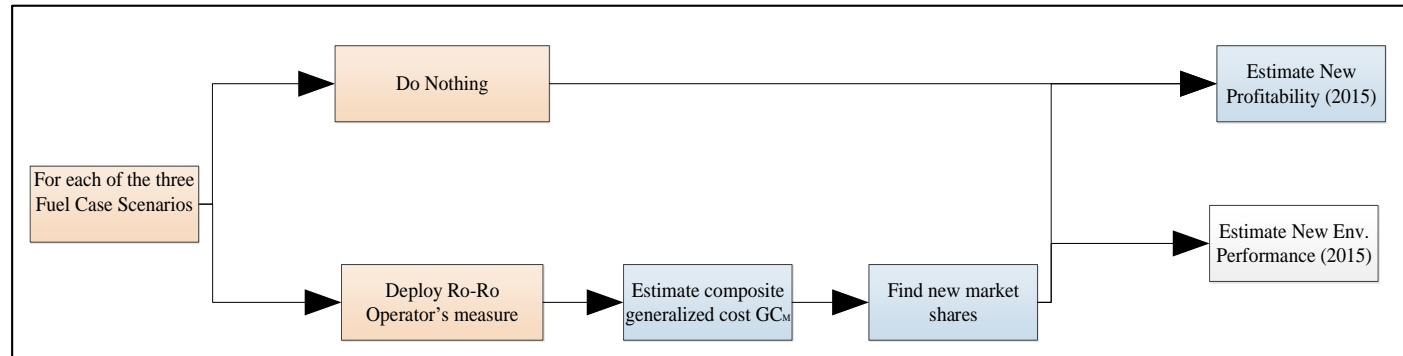 Do Nothing
Estimate New
Profitability (2015)
For each of the three
Fuel Case Scenarios
Estimate New Env.
Performance (2015)
Deploy Ro-Ro
Operator’s measure
Estimate composite
generalized cost GCM
Find new market
shares